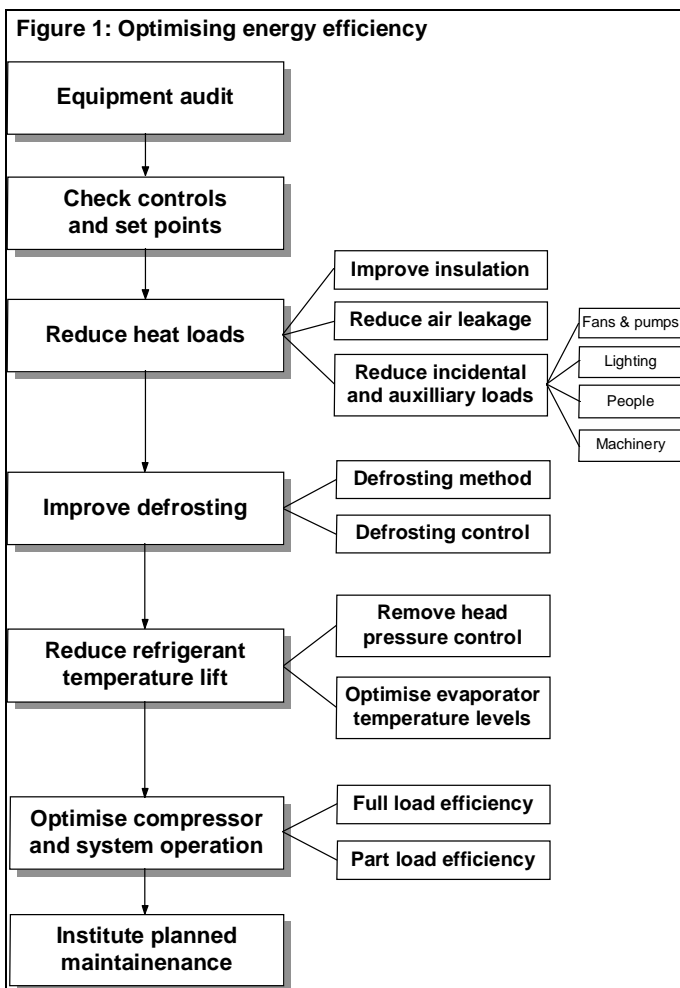 Figure 1: Optimising energy efficiency
Equipment audit
Check controls
and set points
Reduce heat loads
Improve insulation
Reduce air leakage
Reduce incidental
and auxilliary loads
Fans & pumps
Lighting
People
Machinery
Improve defrosting
Defrosting method
Defrosting control
Reduce refrigerant
temperature lift
Remove head
pressure control
Optimise evaporator
temperature levels
Optimise compressor
and system operation
Full load efficiency
Part load efficiency
Institute planned
maintainenance